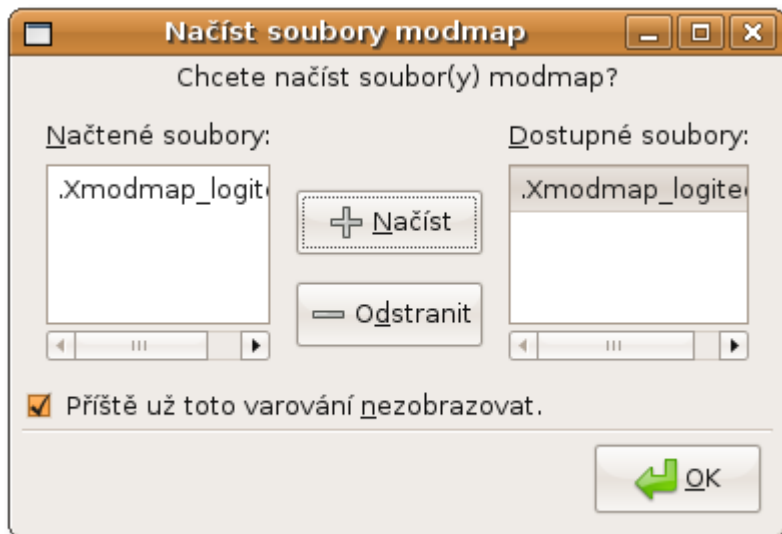 Načíst soubory modmap
Chcete načíst soubor(y) modmap?
Načtené soubory:
Dostupné soubory:
.Xmodmap_logite
.Xmodmap_logite
Načíst
Odstranit
Příště už toto varování nezobrazovat.
OK